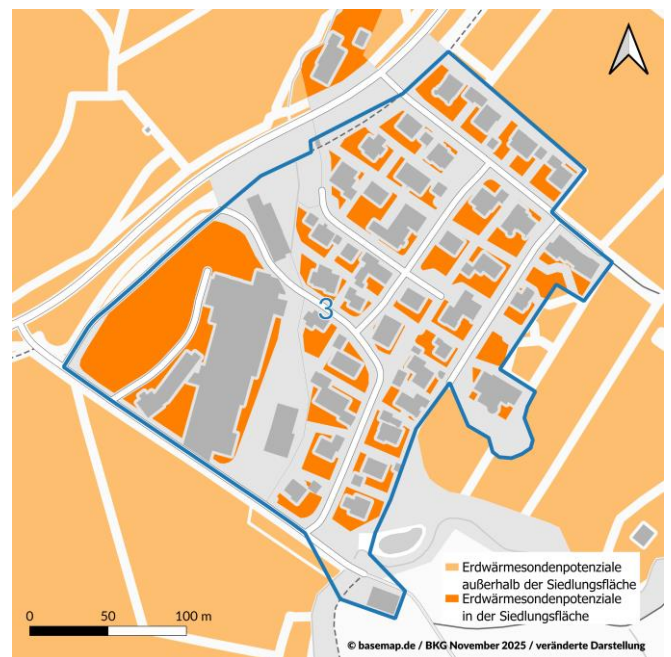 3
Erdwärmesondenpotenziale
außerhalb der Siedlungsfläche
Erdwärmesondenpotenziale
in der Siedlungsfläche
0 50 100 m
© basemap.de / BKG November 2025 / veränderte Darstellung